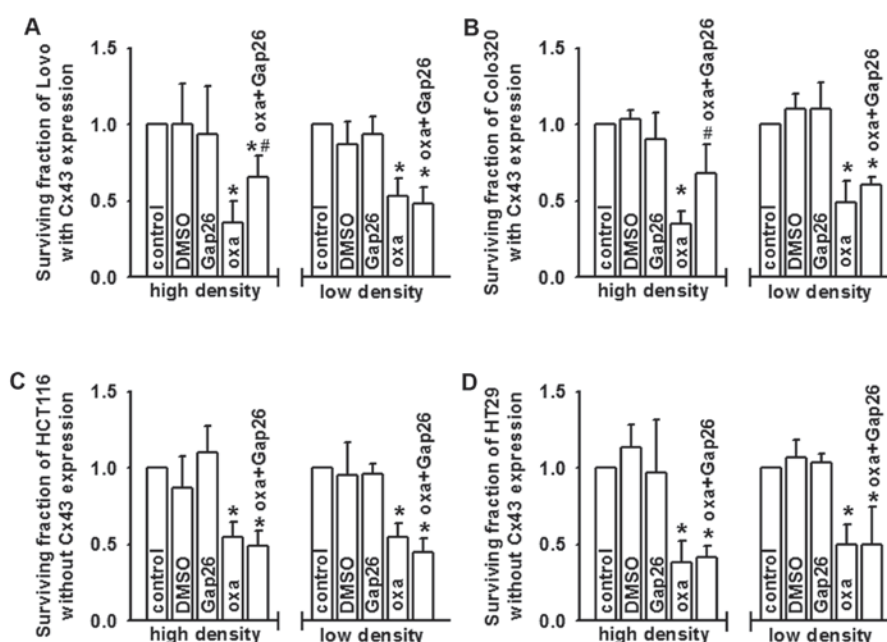 A
Surviving fraction of Lovo
with Cx43 expression
1.5
1.0
0.5
0.0
control
DMSO
Gap26
oxa
*
* # oxa+Gap26
high density
control
DMSO
Gap26
oxa
*
* oxa+Gap26
low density
B
Surviving fraction of Colo320
with Cx43 expression
1.5
1.0
0.5
0.0
control
DMSO
Gap26
oxa
*
# oxa+Gap26
high density
control
DMSO
Gap26
oxa
*
* oxa+Gap26
low density
C
Surviving fraction of HCT116
without Cx43 expression
1.5
1.0
0.5
0.0
control
DMSO
Gap26
oxa
*
* oxa+Gap26
high density
control
DMSO
Gap26
oxa
*
* oxa+Gap26
low density
D
Surviving fraction of HT29
without Cx43 expression
1.5
1.0
0.5
0.0
control
DMSO
Gap26
oxa
*
* oxa+Gap26
high density
control
DMSO
Gap26
oxa
*
* oxa+Gap26
low density